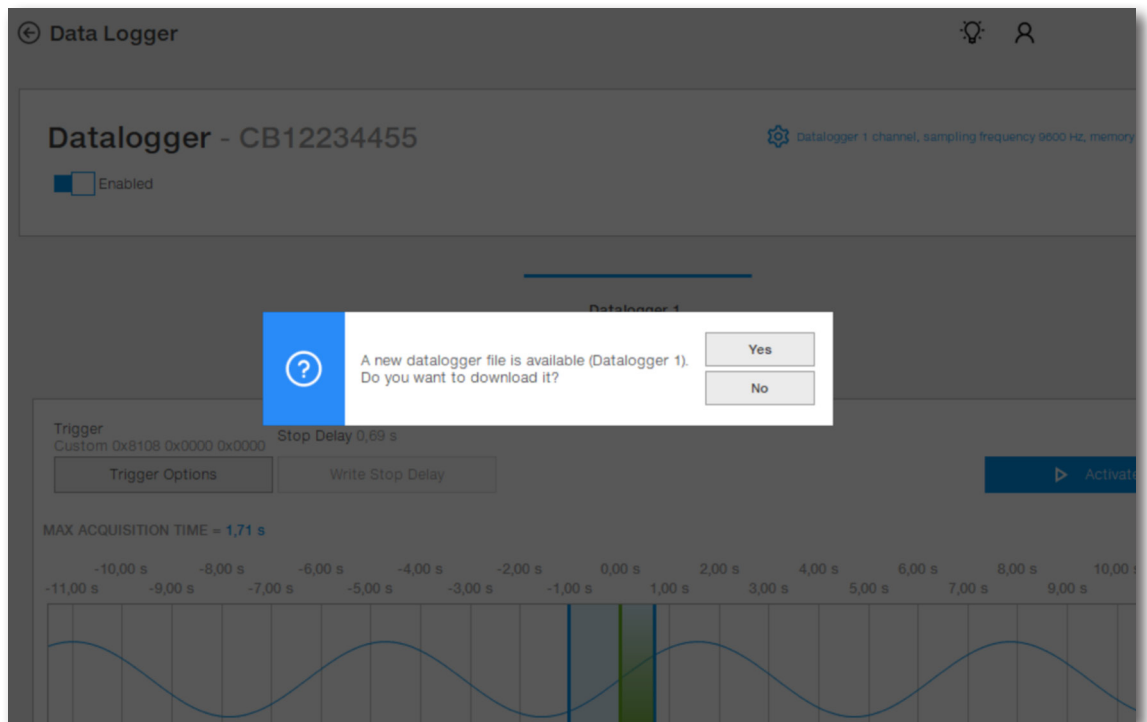 Data Logger
Datalogger - CB12234455
Datalogger 1 channel, sampling frequency 9600 Hz, memory
Enabled
Datalogger 1
A new datalogger file is available (Datalogger 1).
Do you want to download it?
Yes
No
Trigger
Custom 0x8108 0x0000 0x0000
Stop Delay 0,69 s
Trigger Options
Write Stop Delay
Activate
MAX ACQUISITION TIME = 1,71 s
-10,00 s -8,00 s -6,00 s -4,00 s -2,00 s 0,00 s 2,00 s 4,00 s 6,00 s 8,00 s 10,00
-11,00 s -9,00 s -7,00 s -5,00 s -3,00 s -1,00 s 1,00 s 3,00 s 5,00 s 7,00 s 9,00 s